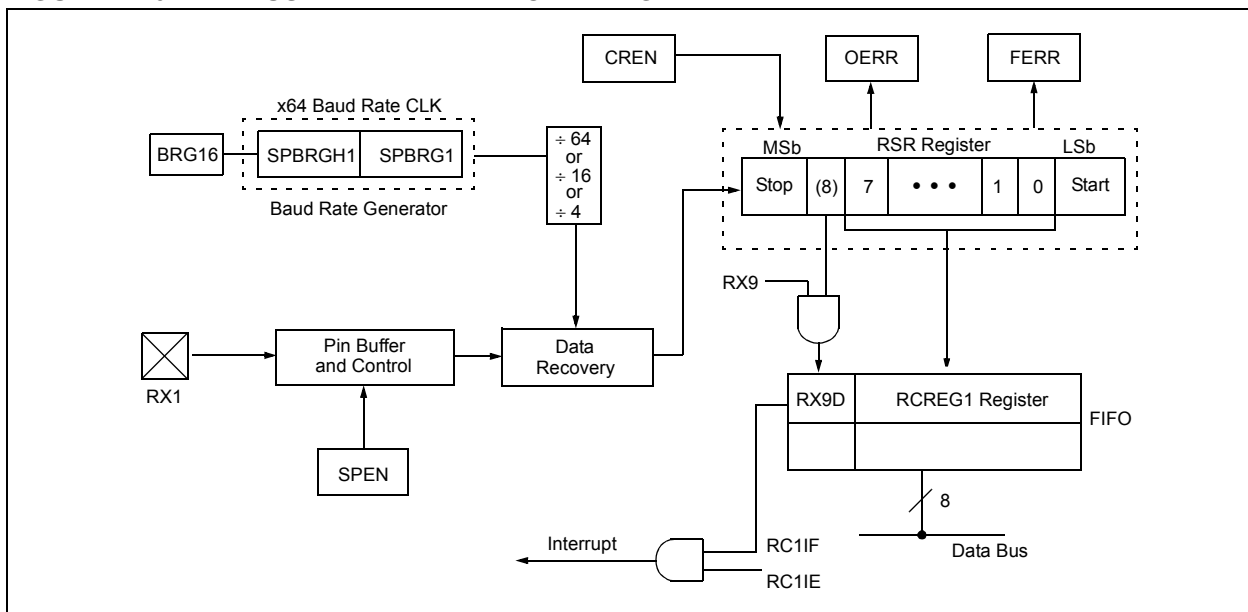 CREN
OERR
FERR
x64 Baud Rate CLK
BRG16
SPBRGH1
SPBRG1
Baud Rate Generator
÷ 64
or
÷ 16
or
÷ 4
MSb
RSR Register
LSb
Stop
(8)
7
• • •
1
0
Start
RX9
RX1
Pin Buffer
and Control
Data
Recovery
SPEN
RX9D
RCREG1 Register
FIFO
8
Data Bus
Interrupt
RC1IF
RC1IE